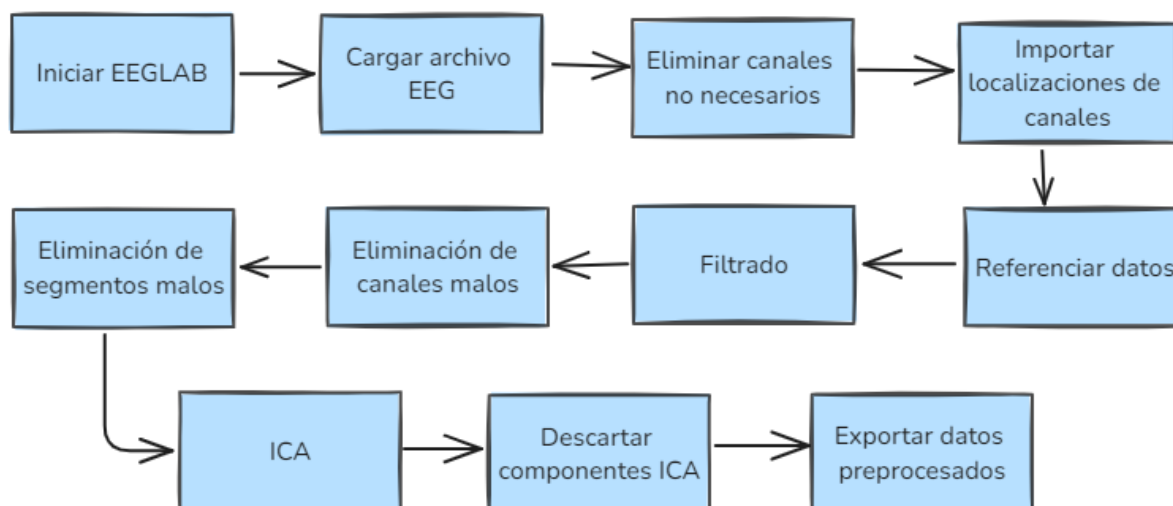 Iniciar EEGLAB
Cargar archivo
EEG
Eliminar canales
no necesarios
Importar
localizaciones de
canales
Referenciar datos
Filtrado
Eliminación de
canales malos
Eliminación de
segmentos malos
ICA
Descartar
componentes ICA
Exportar datos
preprocesados